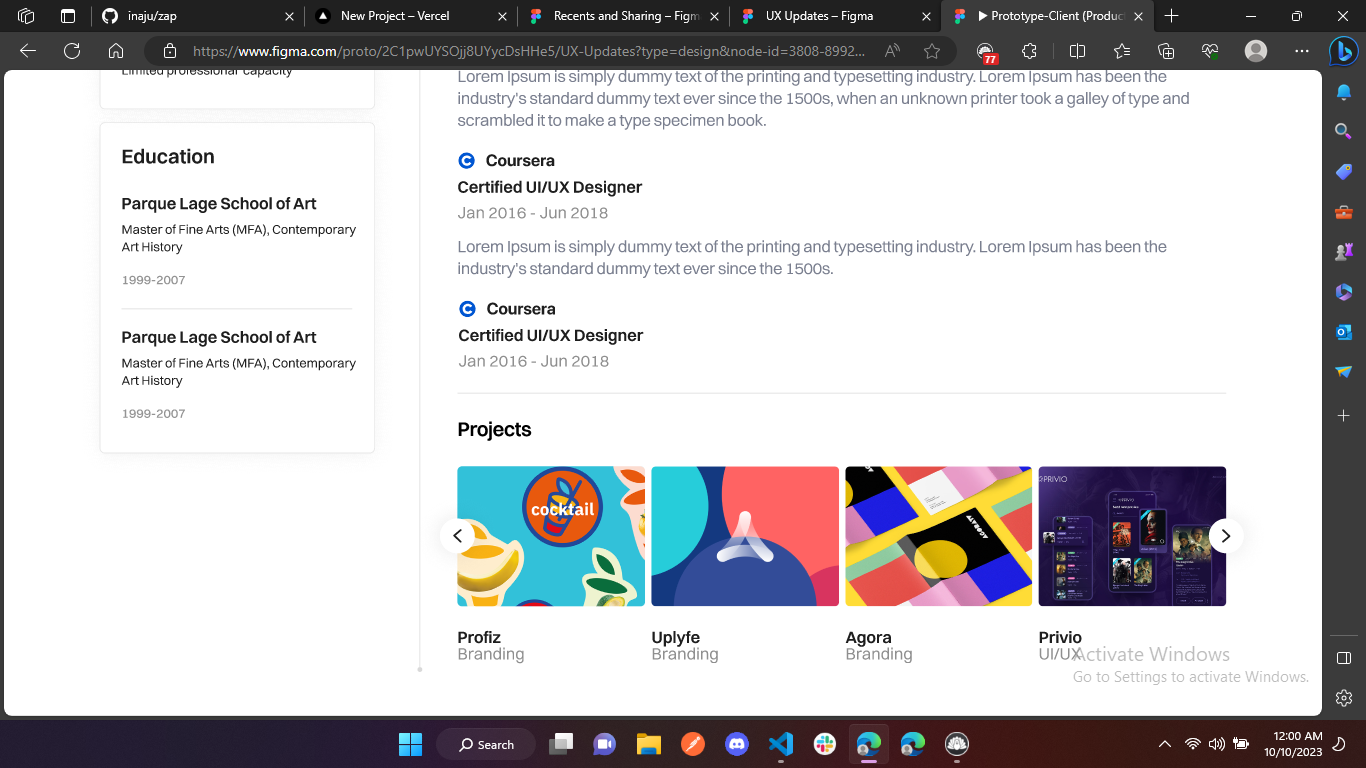 inaju/zap
New Project – Vercel
Recents and Sharing – Figm
UX Updates – Figma
▶ Prototype-Client (Produc
https://www.figma.com/proto/2C1pwUYSOjj8UYycDsHHe5/UX-Updates?type=design&node-id=3808-8992...
77
Limited professional capacity
Education
Parque Lage School of Art
Master of Fine Arts (MFA), Contemporary
Art History
1999-2007
Parque Lage School of Art
Master of Fine Arts (MFA), Contemporary
Art History
1999-2007
Lorem Ipsum is simply dummy text of the printing and typesetting industry. Lorem Ipsum has been the
industry's standard dummy text ever since the 1500s, when an unknown printer took a galley of type and
scrambled it to make a type specimen book.
Coursera
Certified UI/UX Designer
Jan 2016 - Jun 2018
Lorem Ipsum is simply dummy text of the printing and typesetting industry. Lorem Ipsum has been the
industry's standard dummy text ever since the 1500s.
Coursera
Certified UI/UX Designer
Jan 2016 - Jun 2018
Projects
cocktail
PRIVIO
Profiz
Branding
Uplyfe
Branding
Agora
Branding
Privio
UI/UX
Activate Windows
Go to Settings to activate Windows.
Search
12:00 AM
10/10/2023